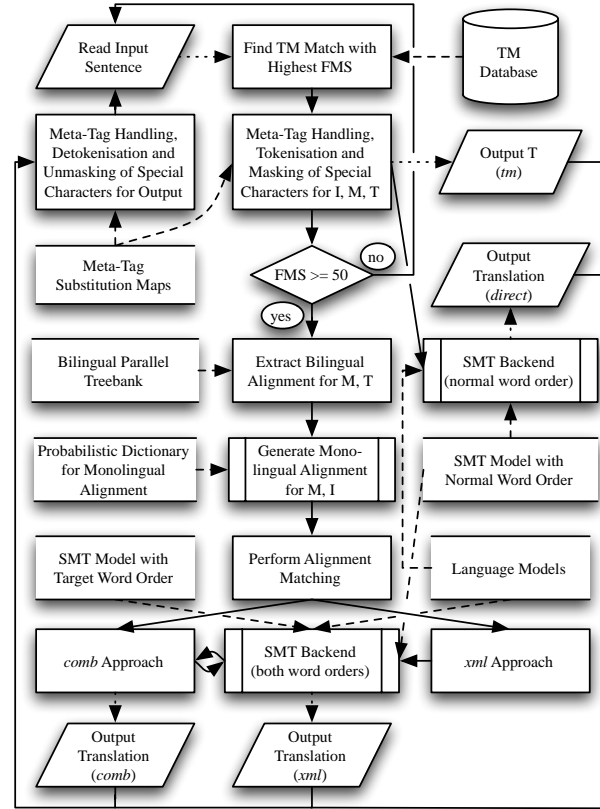 Read Input
Sentence
Find TM Match with
Highest FMS
TM
Database
Meta-Tag Handling,
Detokenisation and
Unmasking of Special
Characters for Output
Meta-Tag Handling,
Tokenisation and
Masking of Special
Characters for I, M, T
Output T
(tm)
Meta-Tag
Substitution Maps
FMS >= 50
no
yes
Output
Translation
(direct)
Bilingual Parallel
Treebank
Extract Bilingual
Alignment for M, T
SMT Backend
(normal word order)
Probabilistic Dictionary
for Monolingual
Alignment
Generate Mono-
lingual Alignment
for M, I
SMT Model with
Normal Word Order
SMT Model with
Target Word Order
Perform Alignment
Matching
Language Models
comb Approach
SMT Backend
(both word orders)
xml Approach
Output
Translation
(comb)
Output
Translation
(xml)